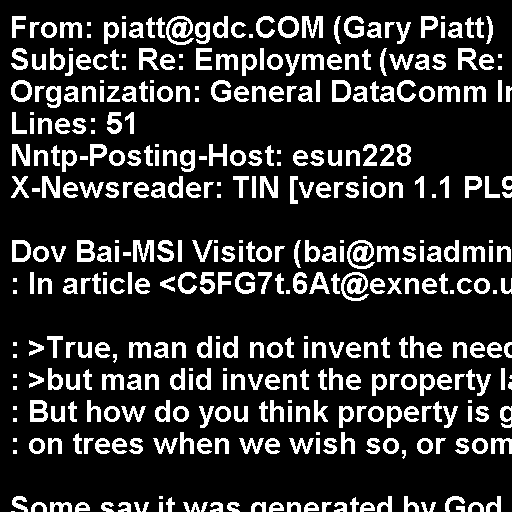 From: piatt@gdc.COM (Gary Piatt)
Subject: Re: Employment (was Re:
Organization: General DataComm In
Lines: 51
Nntp-Posting-Host: esun228
X-Newsreader: TIN [version 1.1 PL9
Dov Bai-MSI Visitor (bai@msiadmin
: In article <C5FG7t.6At@exnet.co.u
: >True, man did not invent the need
: >but man did invent the property la
: But how do you think property is g
: on trees when we wish so, or som
Some say it was generated by God